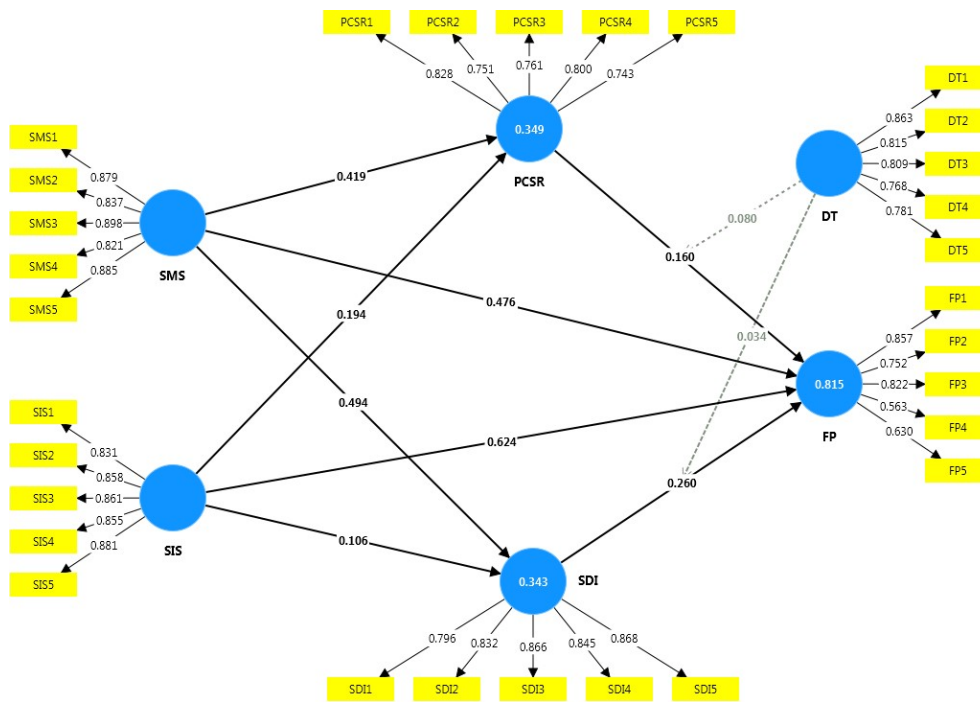 PCSR1 PCSR2 PCSR3 PCSR4 PCSR5
0.828 0.751 0.761 0.800 0.743
0.349
PCSR
SMS1
SMS2
SMS3
SMS4
SMS5
0.879
0.837
0.898
0.821
0.885
SMS
DT1
DT2
DT3
DT4
DT5
0.863
0.815
0.809
0.768
0.781
DT
0.419
0.080
0.160
0.476
0.194
0.034
0.494
0.624
0.260
0.106
FP1
FP2
FP3
FP4
FP5
0.857
0.752
0.822
0.563
0.630
0.815
FP
SIS1
SIS2
SIS3
SIS4
SIS5
0.831
0.858
0.861
0.855
0.881
SIS
0.343
SDI
0.796 0.832 0.866 0.845 0.868
SDI1 SDI2 SDI3 SDI4 SDI5